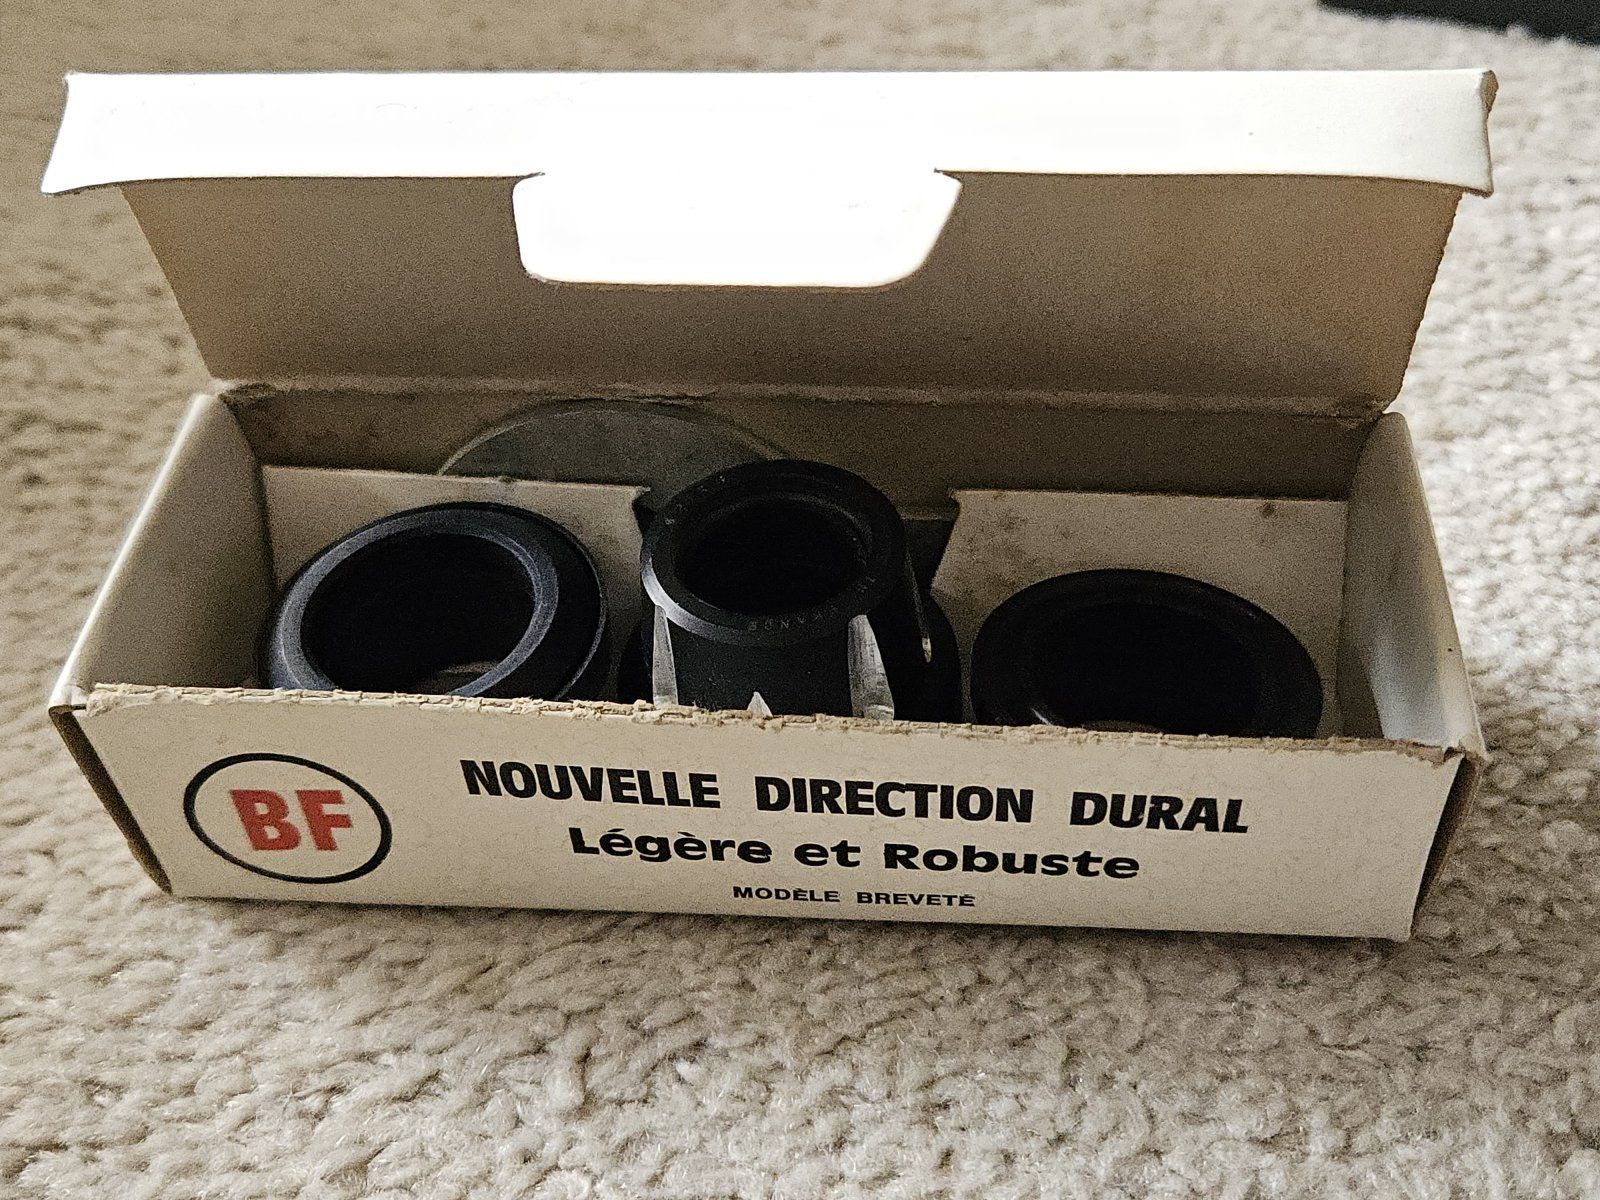 BF
NOUVELLE DIRECTION DURAL
Légère et Robuste
MODÈLE BREVETÉ